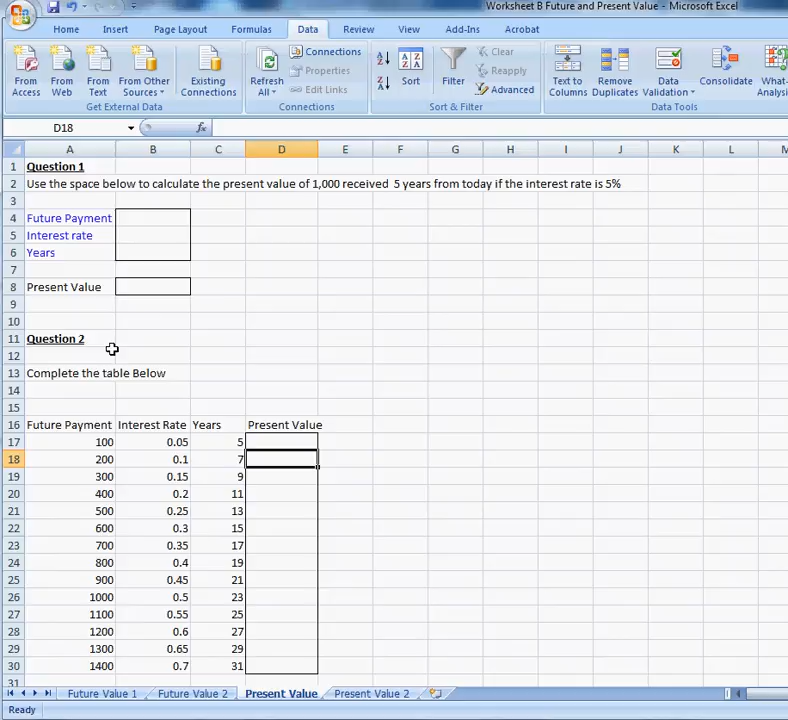 Worksheet B Future and Present Value - Microsoft Excel
Home Insert Page Layout Formulas Data Review View Add-Ins Acrobat
From Access From Web From Text From Other Sources Existing Connections Refresh All Connections Properties Edit Links Sort Filter Clear Reapply Advanced Text to Columns Remove Duplicates Data Validation Consolidate What- Analysi
Get External Data Connections Sort & Filter Data Tools
D18 fx
A B C D E F G H I J K L M
1 Question 1
2 Use the space below to calculate the present value of 1,000 received 5 years from today if the interest rate is 5%
3
4 Future Payment
5 Interest rate
6 Years
7
8 Present Value
9
10
11 Question 2
12
13 Complete the table Below
14
15
16 Future Payment Interest Rate Years Present Value
17 100 0.05 5
18 200 0.1 7
19 300 0.15 9
20 400 0.2 11
21 500 0.25 13
22 600 0.3 15
23 700 0.35 17
24 800 0.4 19
25 900 0.45 21
26 1000 0.5 23
27 1100 0.55 25
28 1200 0.6 27
29 1300 0.65 29
30 1400 0.7 31
31
Future Value 1 Future Value 2 Present Value Present Value 2
Ready